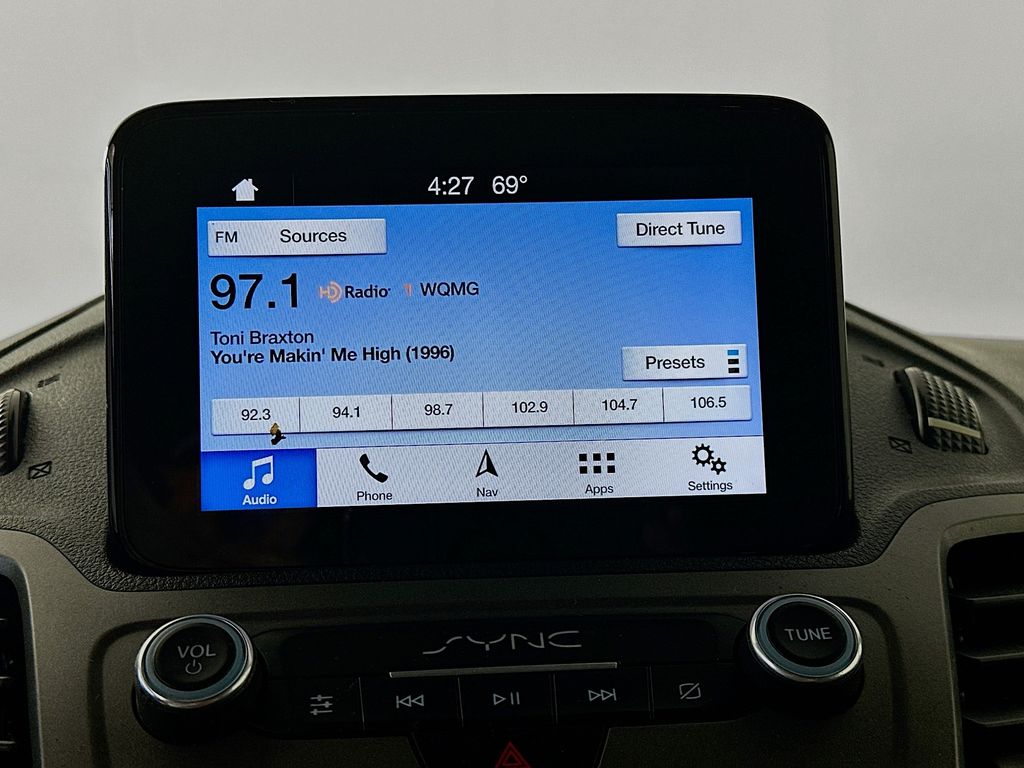 4:27 69°
FM Sources
Direct Tune
97.1 HD Radio 1 WQMG
Toni Braxton
You're Makin' Me High (1996)
Presets
92.3 94.1 98.7 102.9 104.7 106.5
Audio Phone Nav Apps Settings
SYNC
VOL
TUNE